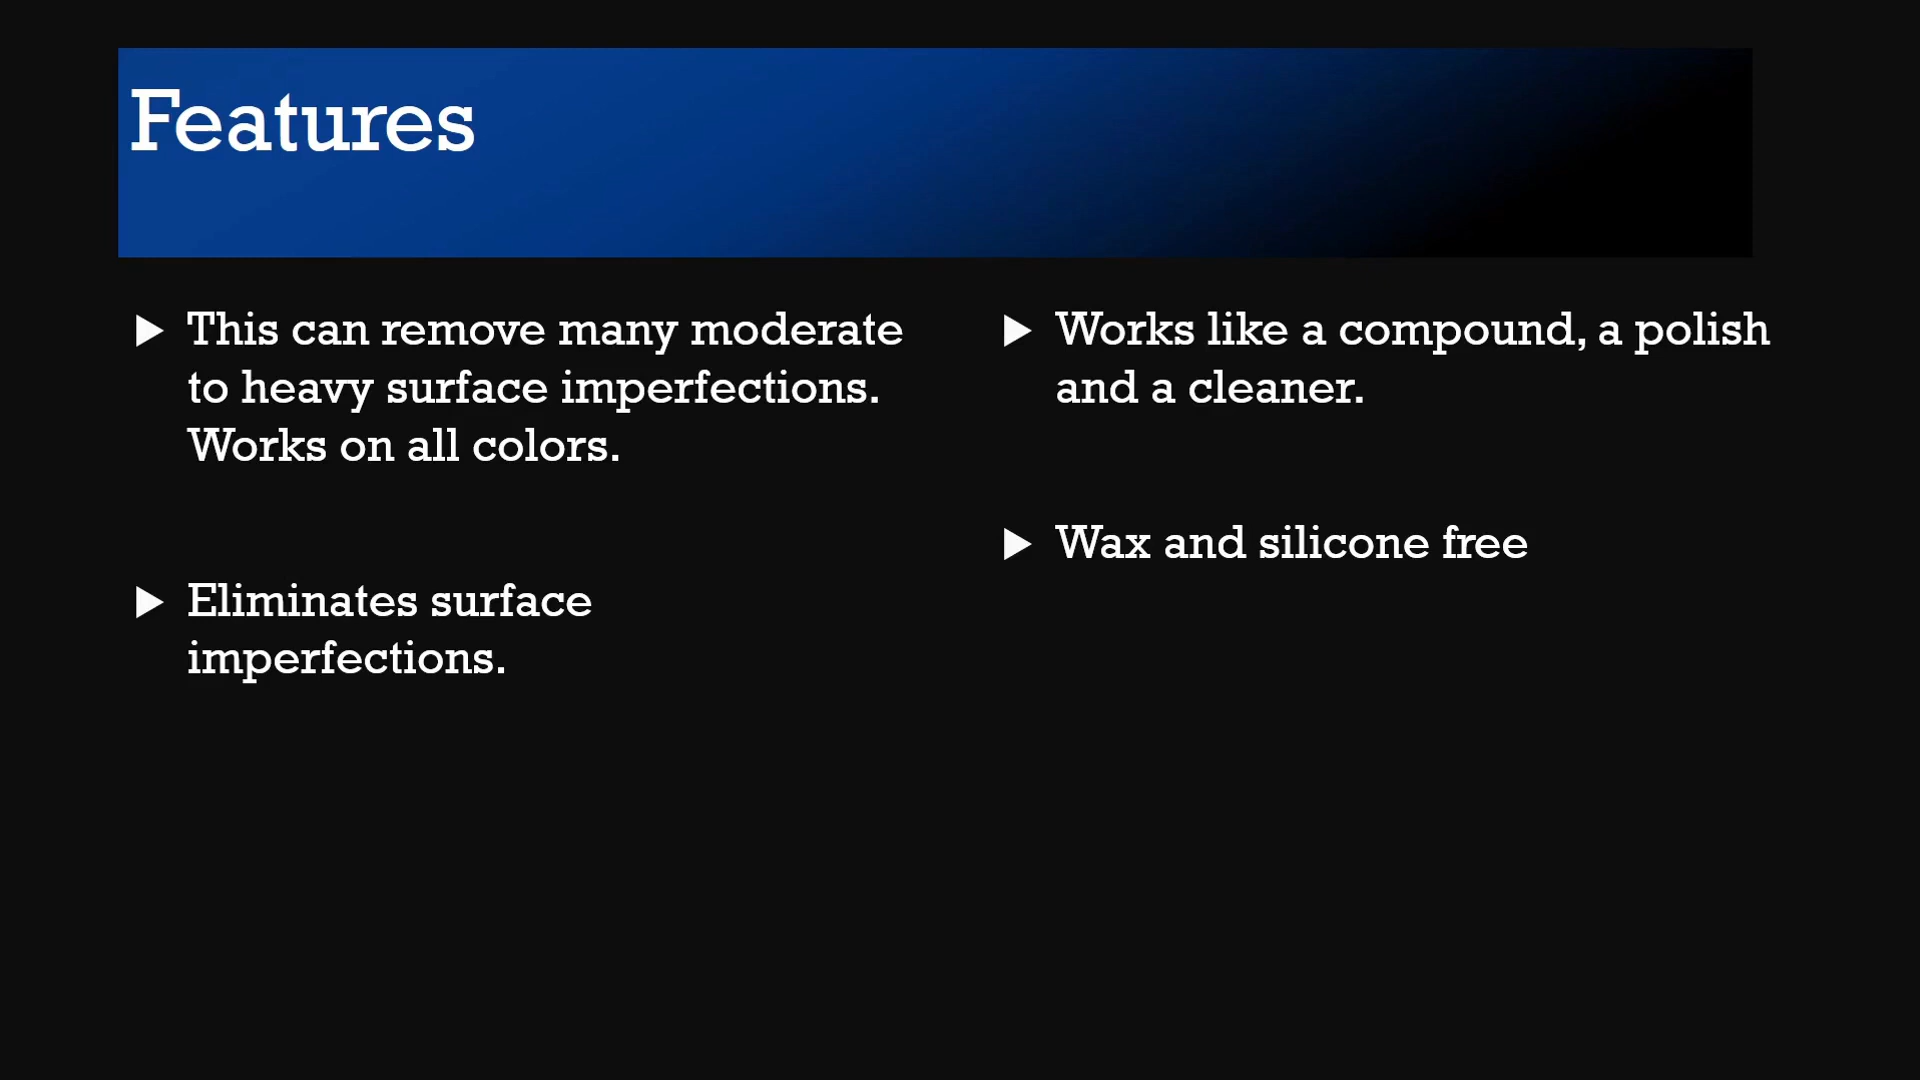 Features
This can remove many moderate
to heavy surface imperfections.
Works on all colors.
Eliminates surface
imperfections.
Works like a compound, a polish
and a cleaner.
Wax and silicone free